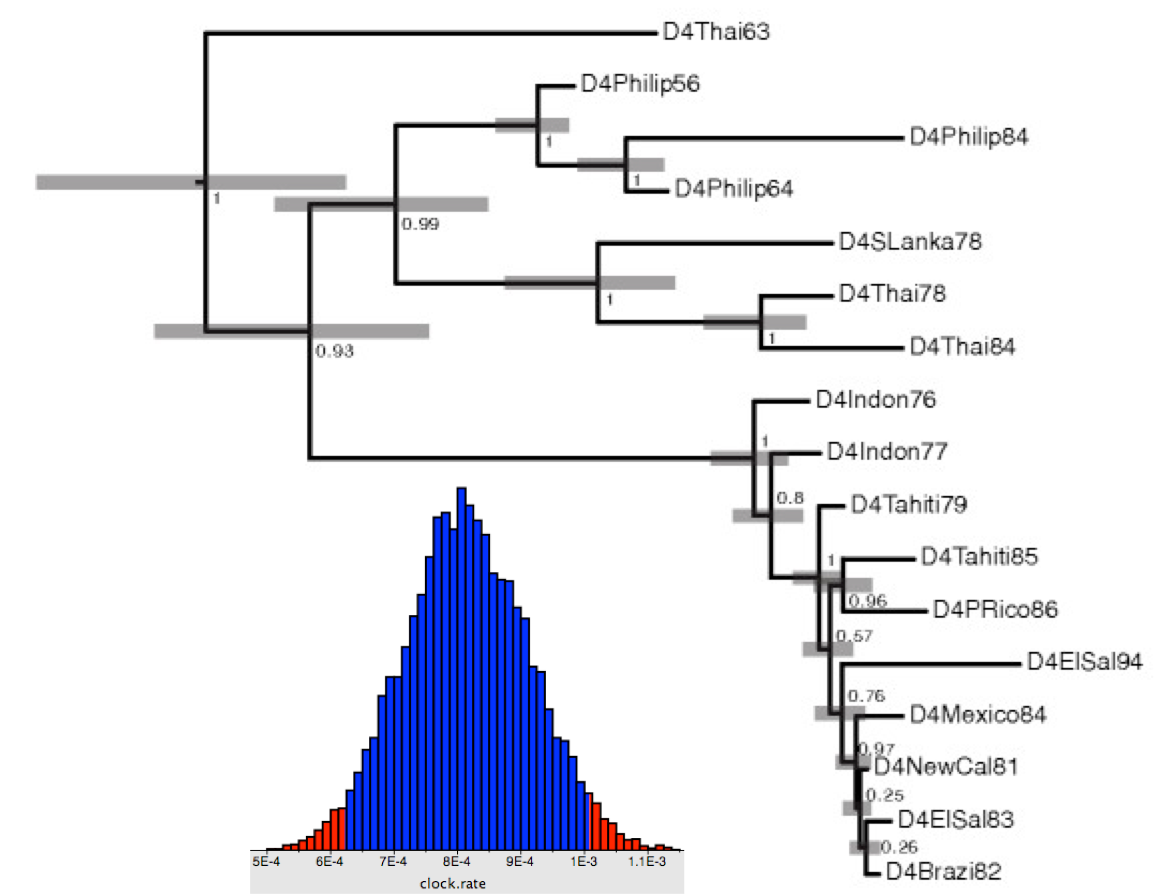 D4Thai63
D4Philip56
1
D4Philip84
1
D4Philip64
1
0.99
D4SLanka78
1
D4Thai78
1
D4Thai84
0.93
D4Indon76
1
D4Indon77
0.8
D4Tahiti79
1
D4Tahiti85
0.96
D4PRico86
0.57
D4ElSal94
0.76
D4Mexico84
0.97
D4NewCal81
0.25
D4ElSal83
0.26
D4Brazi82
5E-4 6E-4 7E-4 8E-4 9E-4 1E-3 1.1E-3
clock.rate